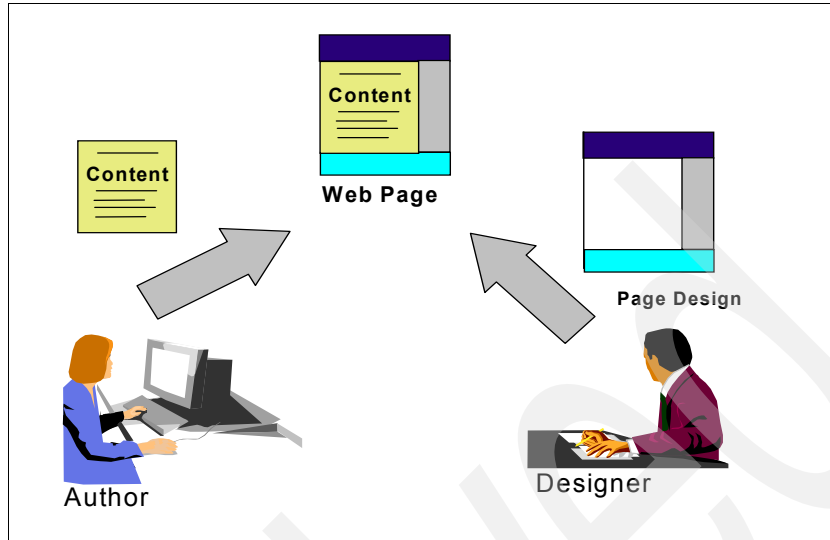 Content
Web Page
Content
Page Design
Author
Designer